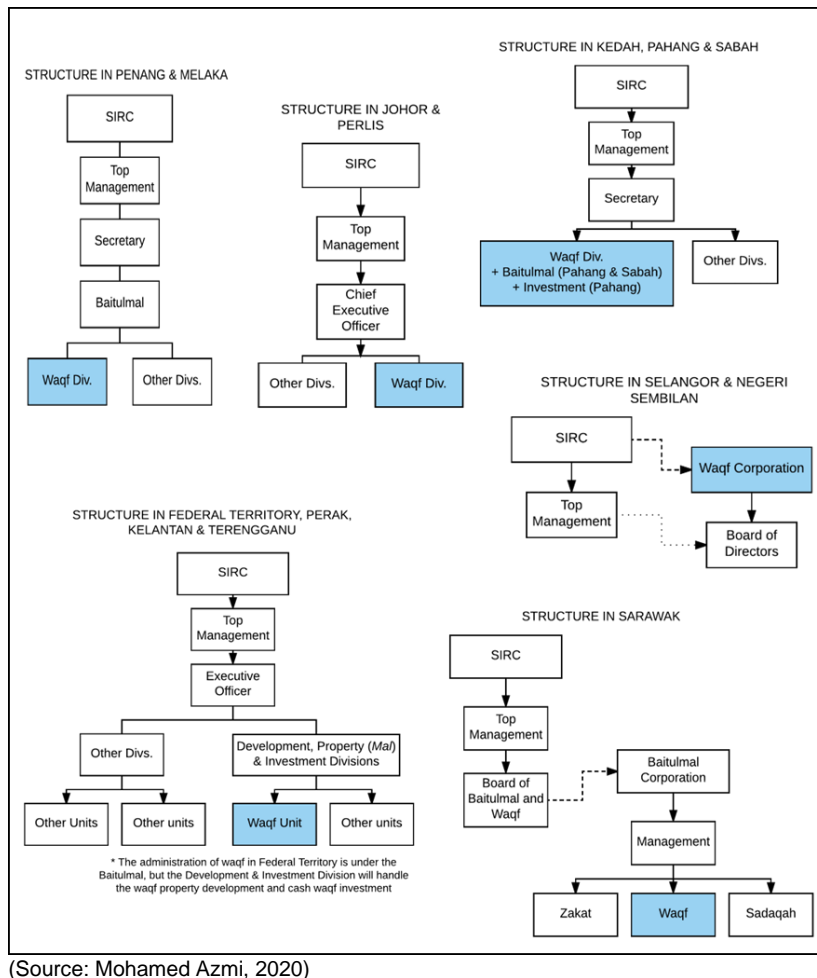 STRUCTURE IN PENANG & MELAKA
SIRC
Top
Management
Secretary
Baitulmal
Waqf Div.
Other Divs.
STRUCTURE IN JOHOR &
PERLIS
SIRC
Top
Management
Chief
Executive
Officer
Other Divs.
Waqf Div.
STRUCTURE IN KEDAH, PAHANG & SABAH
SIRC
Top
Management
Secretary
Waqf Div.
+ Baitulmal (Pahang & Sabah)
+ Investment (Pahang)
Other Divs.
STRUCTURE IN SELANGOR & NEGERI
SEMBILAN
SIRC
Waqf Corporation
Top
Management
Board of
Directors
STRUCTURE IN FEDERAL TERRITORY, PERAK,
KELANTAN & TERENGGANU
SIRC
Top
Management
Executive
Officer
Other Divs.
Development, Property (Mal)
& Investment Divisions
Other Units
Other units
Waqf Unit
Other units
* The administration of waqf in Federal Territory is under the
Baitulmal, but the Development & Investment Division will handle
the waqf property development and cash waqf investment
STRUCTURE IN SARAWAK
SIRC
Top
Management
Board of
Baitulmal and
Waqf
Baitulmal
Corporation
Management
Zakat
Waqf
Sadaqah
(Source: Mohamed Azmi, 2020)